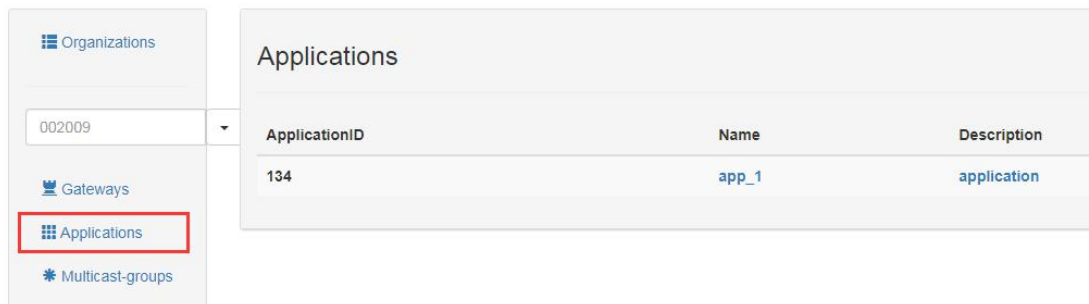 Organizations
002009
Gateways
Applications
Multicast-groups
Applications
ApplicationID Name Description
134 app_1 application